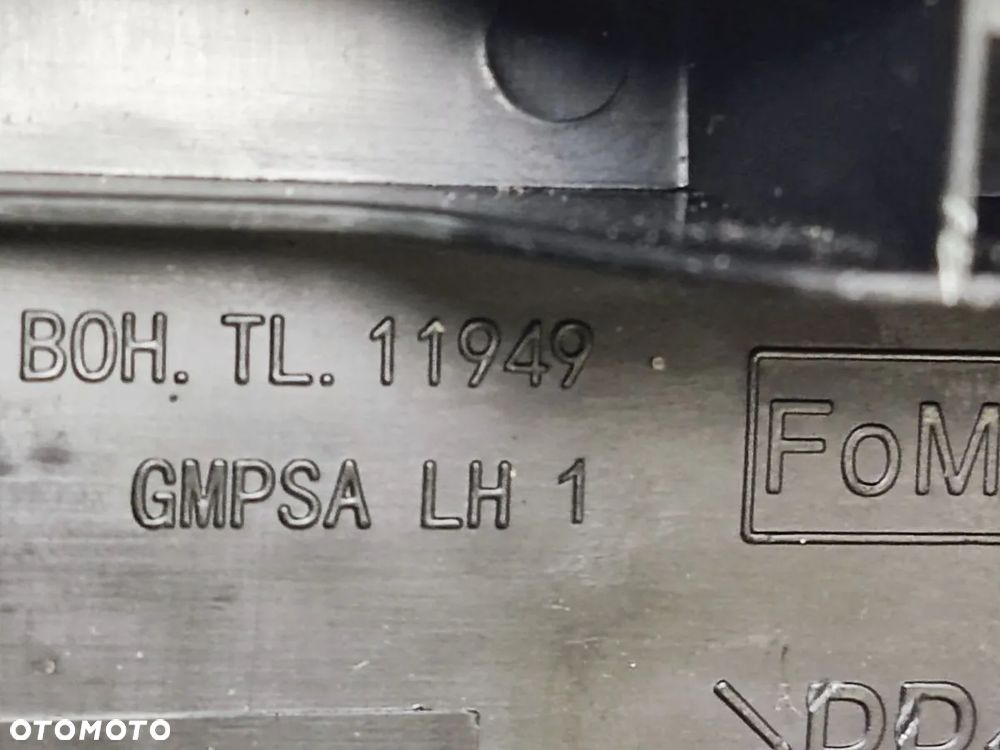 BOH. TL. 11949
GMPSA LH 1
FoM
OTOMOTO